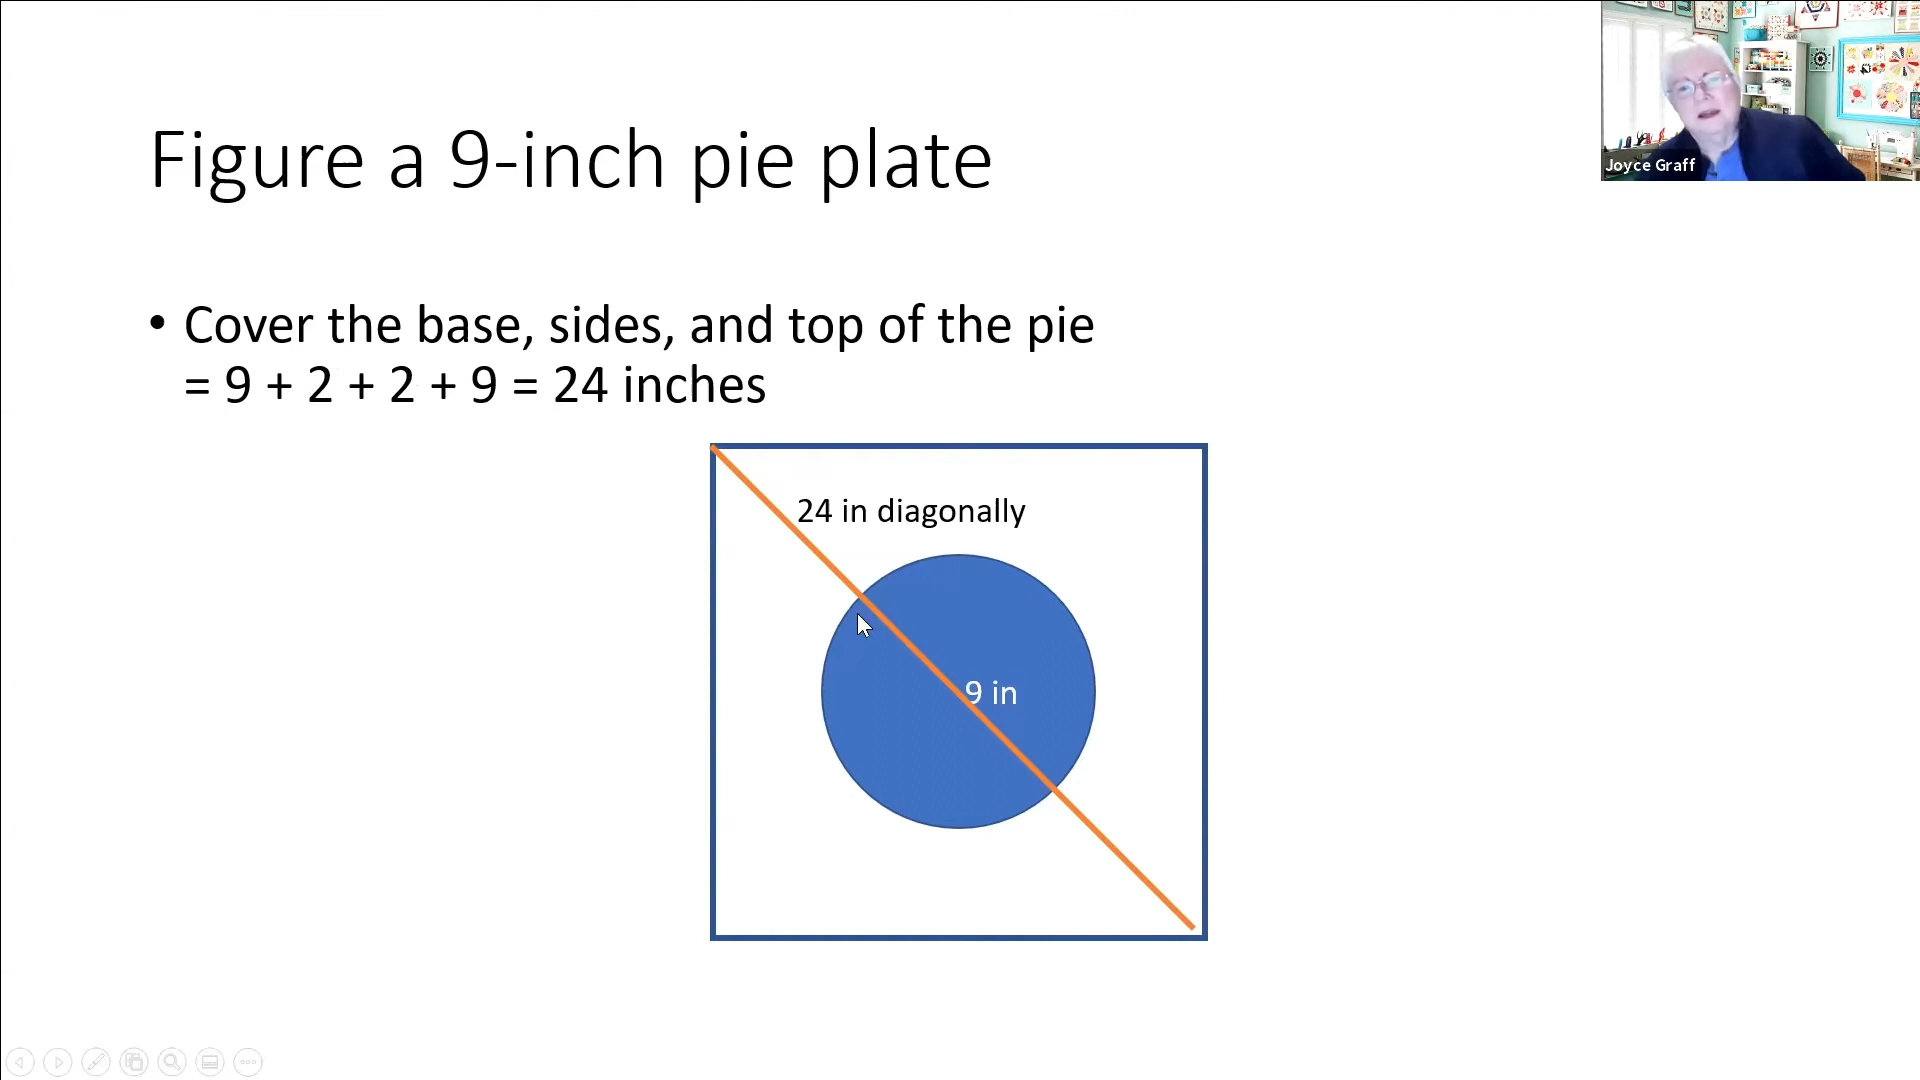 Joyce Graff
Figure a 9-inch pie plate
• Cover the base, sides, and top of the pie
= 9 + 2 + 2 + 9 = 24 inches
24 in diagonally
9 in